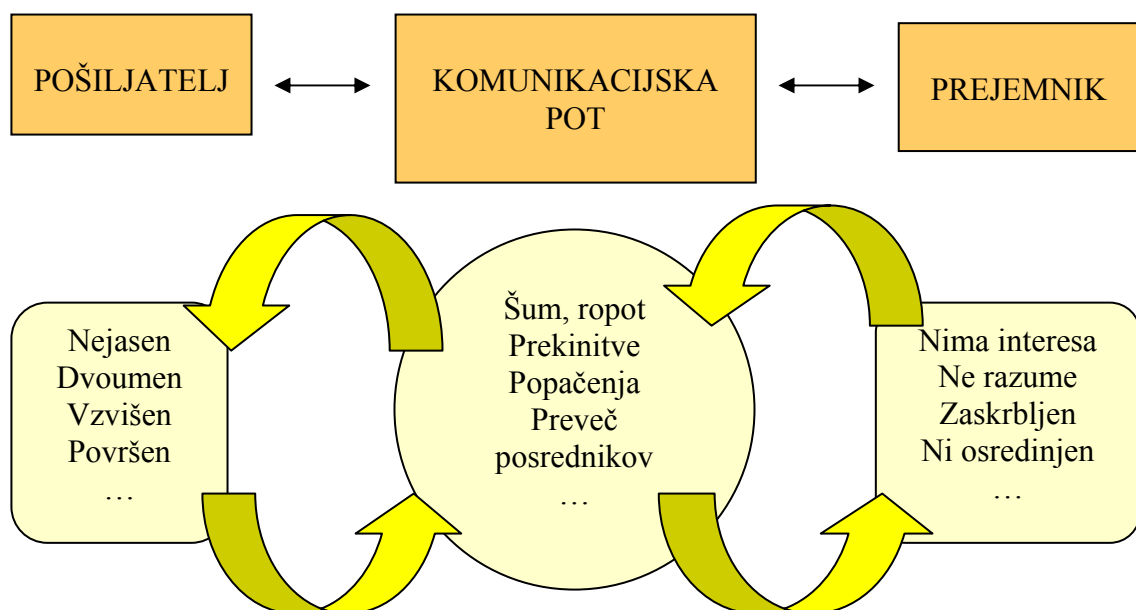 POŠILJATELJ
KOMUNIKACIJSKA
POT
PREJEMNIK
Nejasen
Dvoumen
Vzvišen
Površen
…
Šum, ropot
Prekinitve
Popačenja
Preveč
posrednikov
…
Nima interesa
Ne razume
Zaskrbljen
Ni osredinjen
…